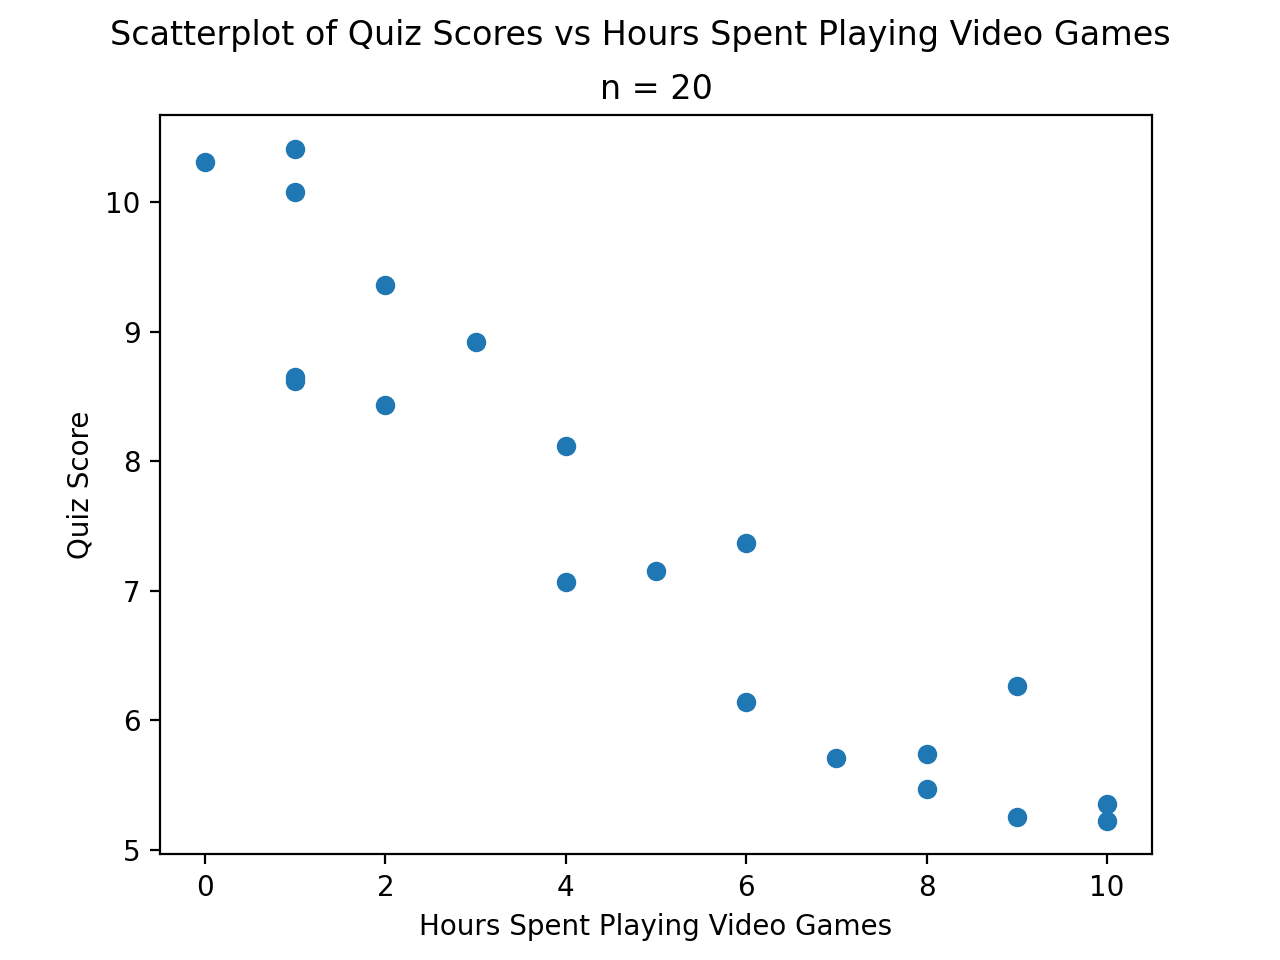 Scatterplot of Quiz Scores vs Hours Spent Playing Video Games
n = 20
10
9
8
7
6
5
Quiz Score
0 2 4 6 8 10
Hours Spent Playing Video Games